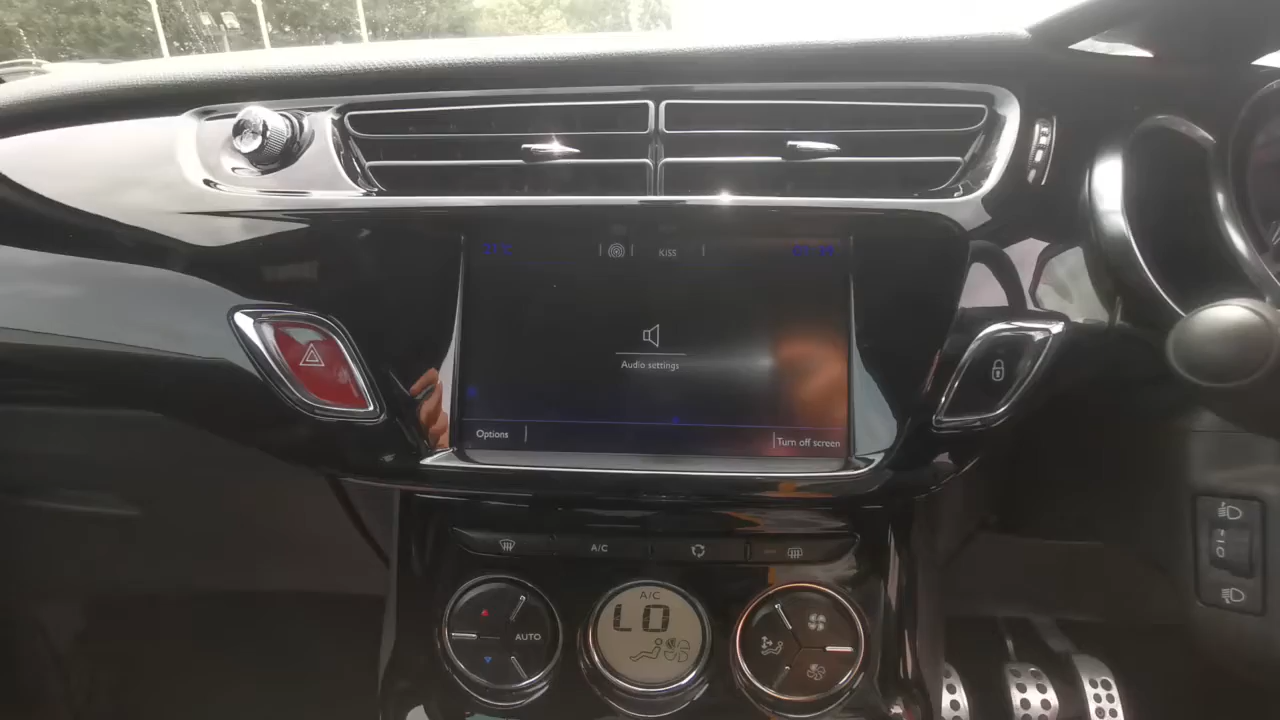 KISS
Audio settings
Options
Turn off screen
A/C
AUTO
A/C
LO